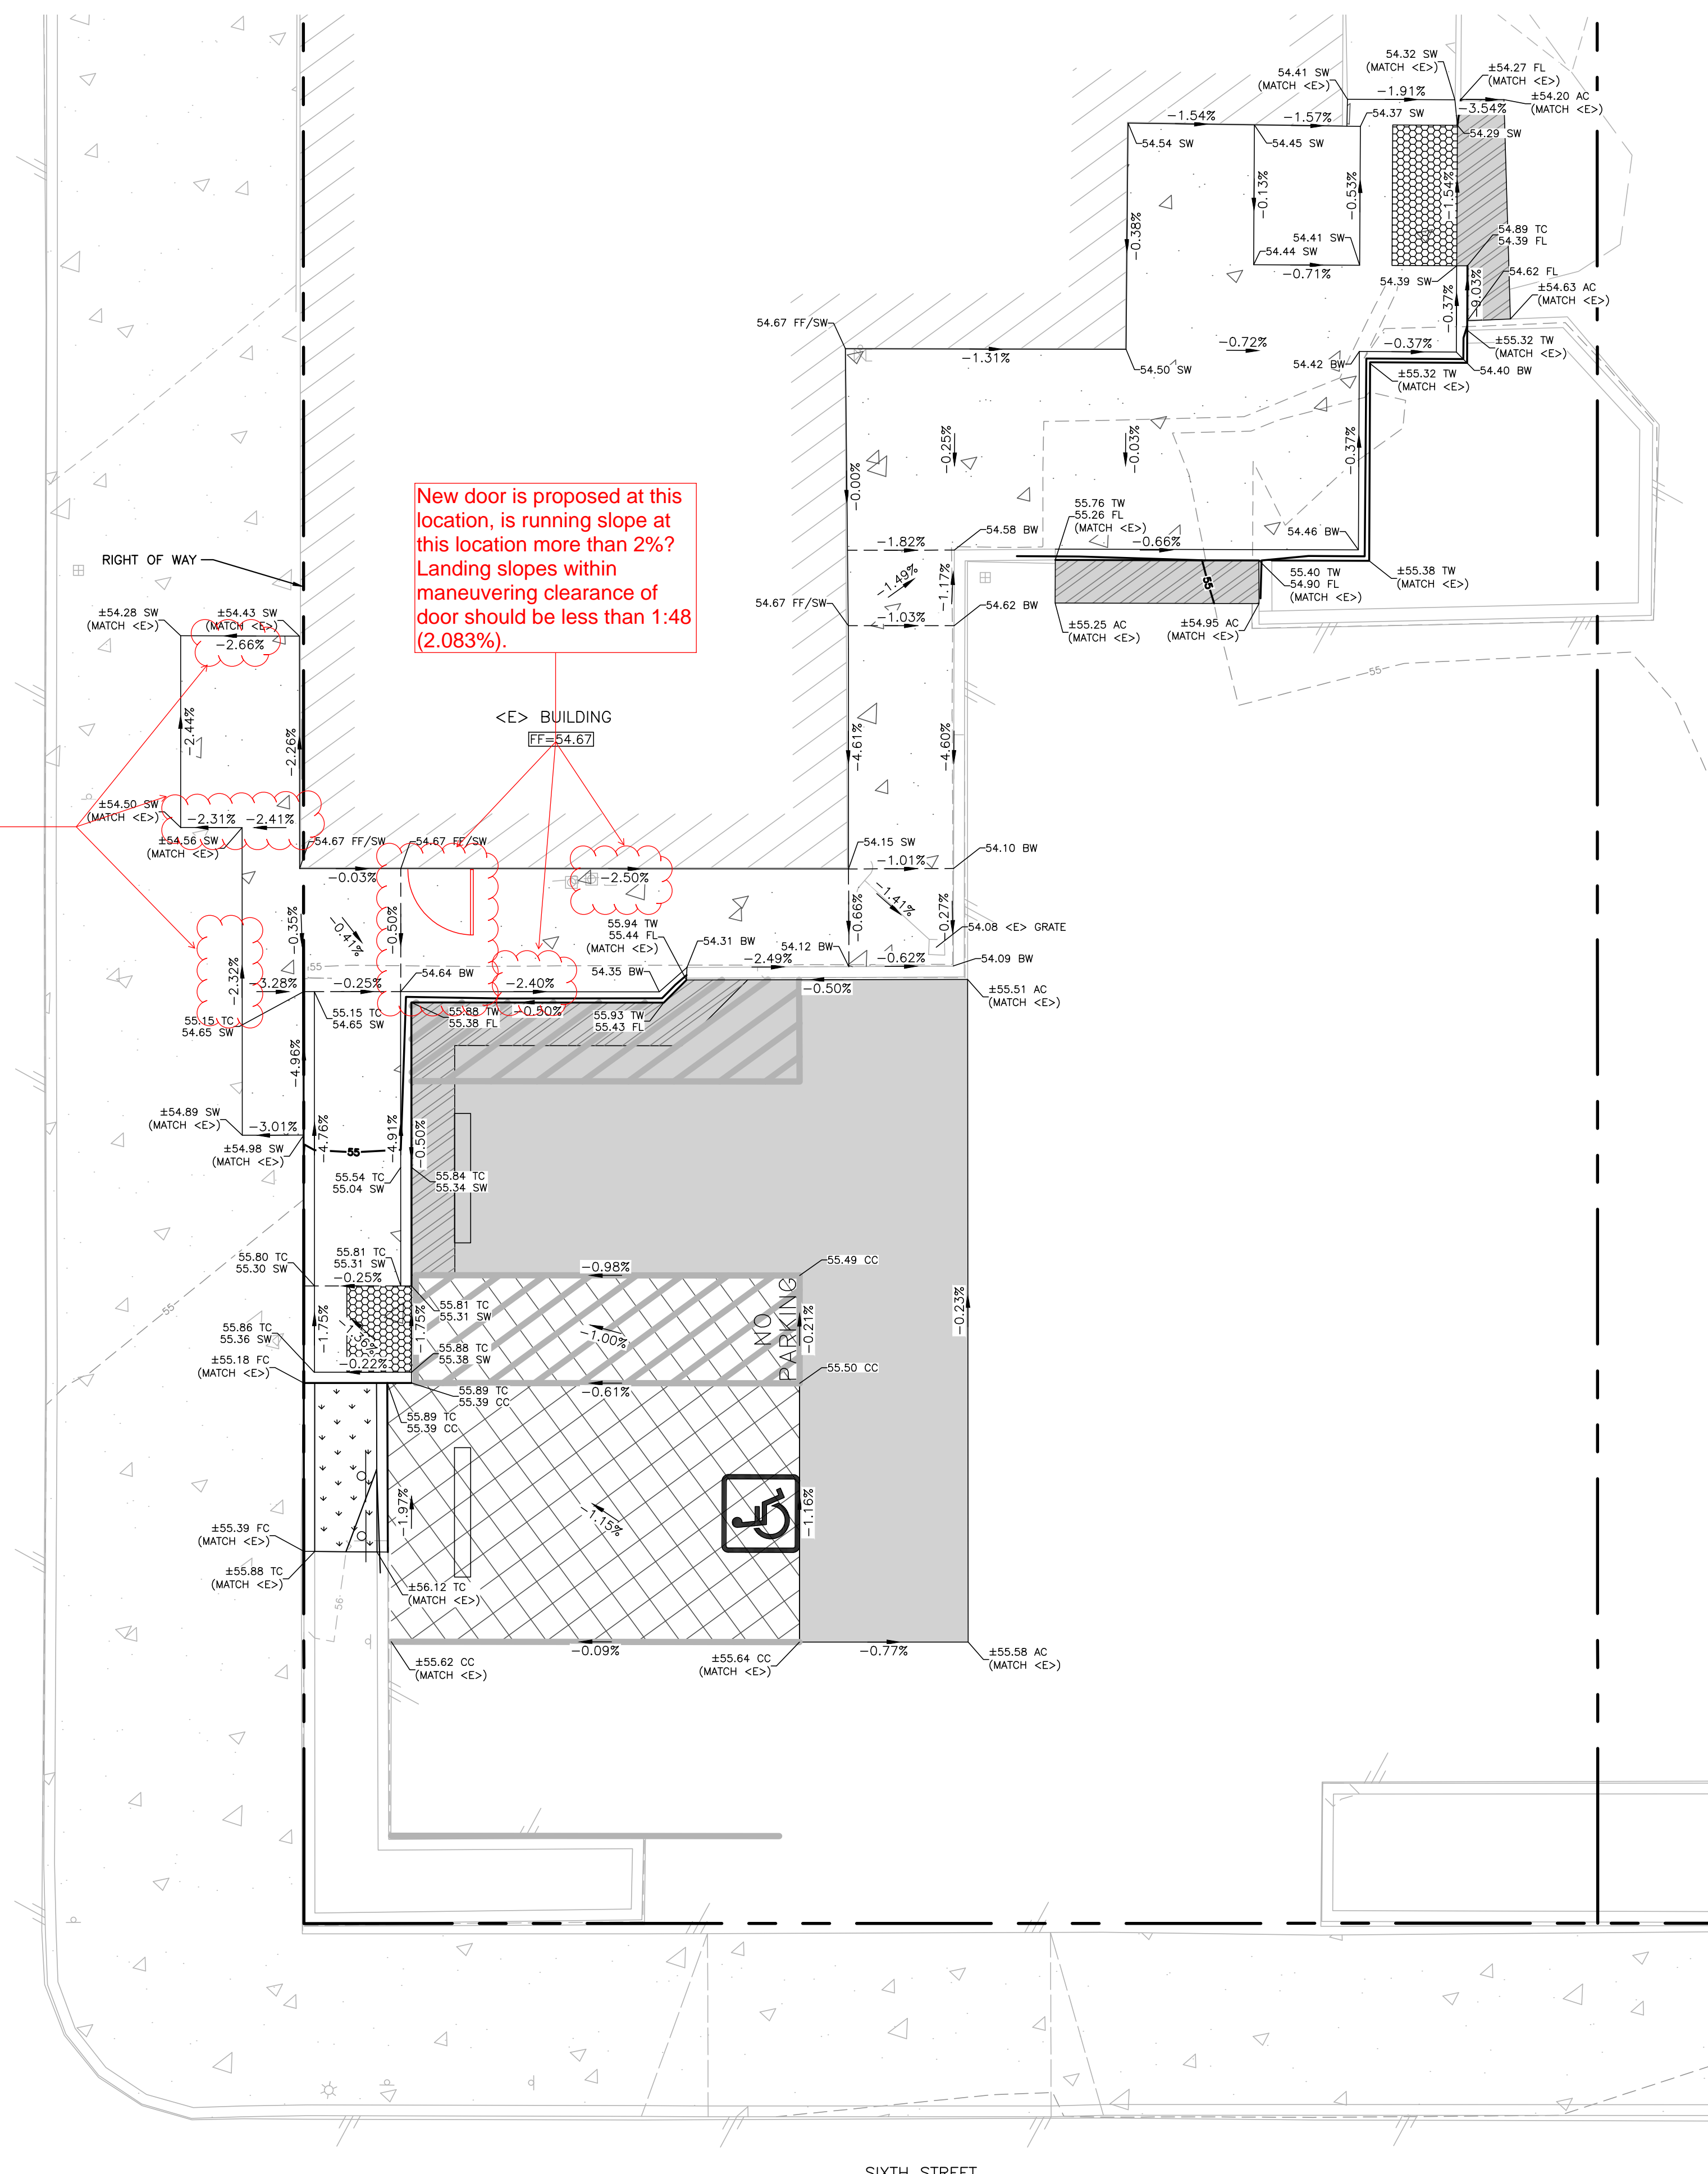 54.32 SW
(MATCH <E>)
±54.27 FL
(MATCH <E>)
54.41 SW
(MATCH <E>)
-1.91%
±54.20 AC
(MATCH <E>)
-3.54%
-1.54%
-1.57%
54.37 SW
54.54 SW
54.45 SW
54.29 SW
-0.13%
-0.53%
-1.54%
-0.38%
54.89 TC
54.39 FL
54.41 SW
54.44 SW
-0.71%
54.62 FL
54.39 SW
-9.03%
±54.63 AC
(MATCH <E>)
-0.37%
54.67 FF/SW
-1.31%
-0.72%
-0.37%
±55.32 TW
(MATCH <E>)
54.50 SW
54.42 BW
54.40 BW
±55.32 TW
(MATCH <E>)
-0.25%
-0.03%
-0.37%
-0.00%
New door is proposed at this
location, is running slope at
this location more than 2%?
Landing slopes within
maneuvering clearance of
door should be less than 1:48
(2.083%).
55.76 TW
55.26 FL
(MATCH <E>)
54.58 BW
54.46 BW
-1.82%
-0.66%
RIGHT OF WAY
-1.49%
-1.17%
55
55.40 TW
54.90 FL
(MATCH <E>)
±55.38 TW
(MATCH <E>)
54.67 FF/SW
-1.03%
54.62 BW
±55.25 AC
(MATCH <E>)
±54.95 AC
(MATCH <E>)
±54.28 SW
(MATCH <E>)
±54.43 SW
(MATCH <E>)
-2.66%
55
<E> BUILDING
FF=54.67
-2.44%
-2.26%
-4.61%
-4.60%
±54.50 SW
(MATCH <E>)
-2.31%
-2.41%
±54.56 SW
(MATCH <E>)
54.67 FF/SW
54.67 FF/SW
54.15 SW
-1.01%
54.10 BW
-0.03%
-2.50%
-1.41%
-0.35%
-0.41%
-0.50%
-0.66%
-0.27%
55.94 TW
55.44 FL
(MATCH <E>)
54.31 BW
54.12 BW
54.08 <E> GRATE
55
-2.49%
-0.62%
54.09 BW
-2.32%
-3.28%
-0.25%
54.64 BW
54.35 BW
-2.40%
-0.50%
±55.51 AC
(MATCH <E>)
55.15 TC
54.65 SW
55.15 TC
54.65 SW
55.88 TW
55.38 FL
-0.50%
55.93 TW
55.43 FL
-4.96%
±54.89 SW
(MATCH <E>)
-3.01%
-4.76%
-4.91%
-0.50%
±54.98 SW
(MATCH <E>)
55
55.54 TC
55.04 SW
55.84 TC
55.34 SW
55.80 TC
55.30 SW
55.81 TC
55.31 SW
-0.98%
55.49 CC
-0.25%
55.81 TC
55.31 SW
NO
PARKING
-0.21%
-0.23%
55.86 TC
55.36 SW
-1.75%
-1.36%
-1.75%
-1.00%
±55.18 FC
(MATCH <E>)
-0.22%
55.88 TC
55.38 SW
55.50 CC
55.89 TC
55.39 CC
-0.61%
55.89 TC
55.39 CC
-1.97%
-1.15%
-1.16%
±55.39 FC
(MATCH <E>)
±55.88 TC
(MATCH <E>)
±56.12 TC
(MATCH <E>)
56
-0.09%
-0.77%
±55.62 CC
(MATCH <E>)
±55.64 CC
(MATCH <E>)
±55.58 AC
(MATCH <E>)
SIXTH STREET